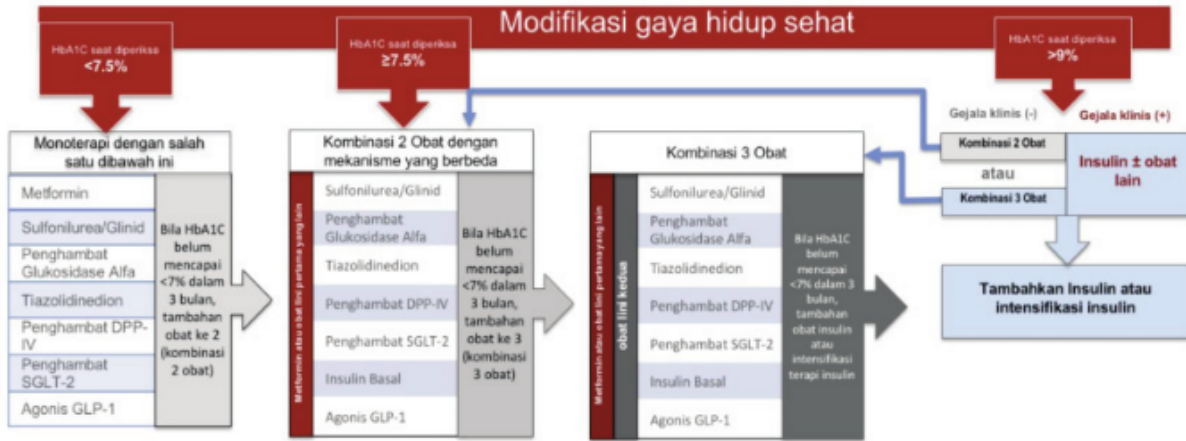 Modifikasi gaya hidup sehat
HbA1C saat diperiksa
<7.5%
HbA1C saat diperiksa
≥7.5%
HbA1C saat diperiksa
>9%
Monoterapi dengan salah
satu dibawah ini
Metformin
Sulfonilurea/Glinid
Penghambat
Glukosidase Alfa
Tiazolidinedion
Penghambat DPP-
IV
Penghambat
SGLT-2
Agonis GLP-1
Bila HbA1C
belum
mencapai
<7% dalam
3 bulan,
tambahan
obat ke 2
(kombinasi
2 obat)
Kombinasi 2 Obat dengan
mekanisme yang berbeda
Metformin atau obat lini pertama yang lain
Sulfonilurea/Glinid
Penghambat
Glukosidase Alfa
Tiazolidinedion
Penghambat DPP-IV
Penghambat SGLT-2
Insulin Basal
Agonis GLP-1
Bila HbA1C
belum
mencapai
<7% dalam
3 bulan,
tambahan
obat ke 3
(kombinasi
3 obat)
Kombinasi 3 Obat
Metformin atau obat lini pertama yang lain
obat lini kedua
Sulfonilurea/Glinid
Penghambat
Glukosidase Alfa
Tiazolidinedion
Penghambat DPP-IV
Penghambat SGLT-2
Insulin Basal
Agonis GLP-1
Bila HbA1C
belum
mencapai
<7% dalam 3
bulan,
tambahan
obat insulin
atau
intensifikasi
terapi insulin
Gejala klinis (-)
Gejala klinis (+)
Kombinasi 2 Obat
atau
Kombinasi 3 Obat
Insulin ± obat
lain
Tambahkan Insulin atau
intensifikasi insulin